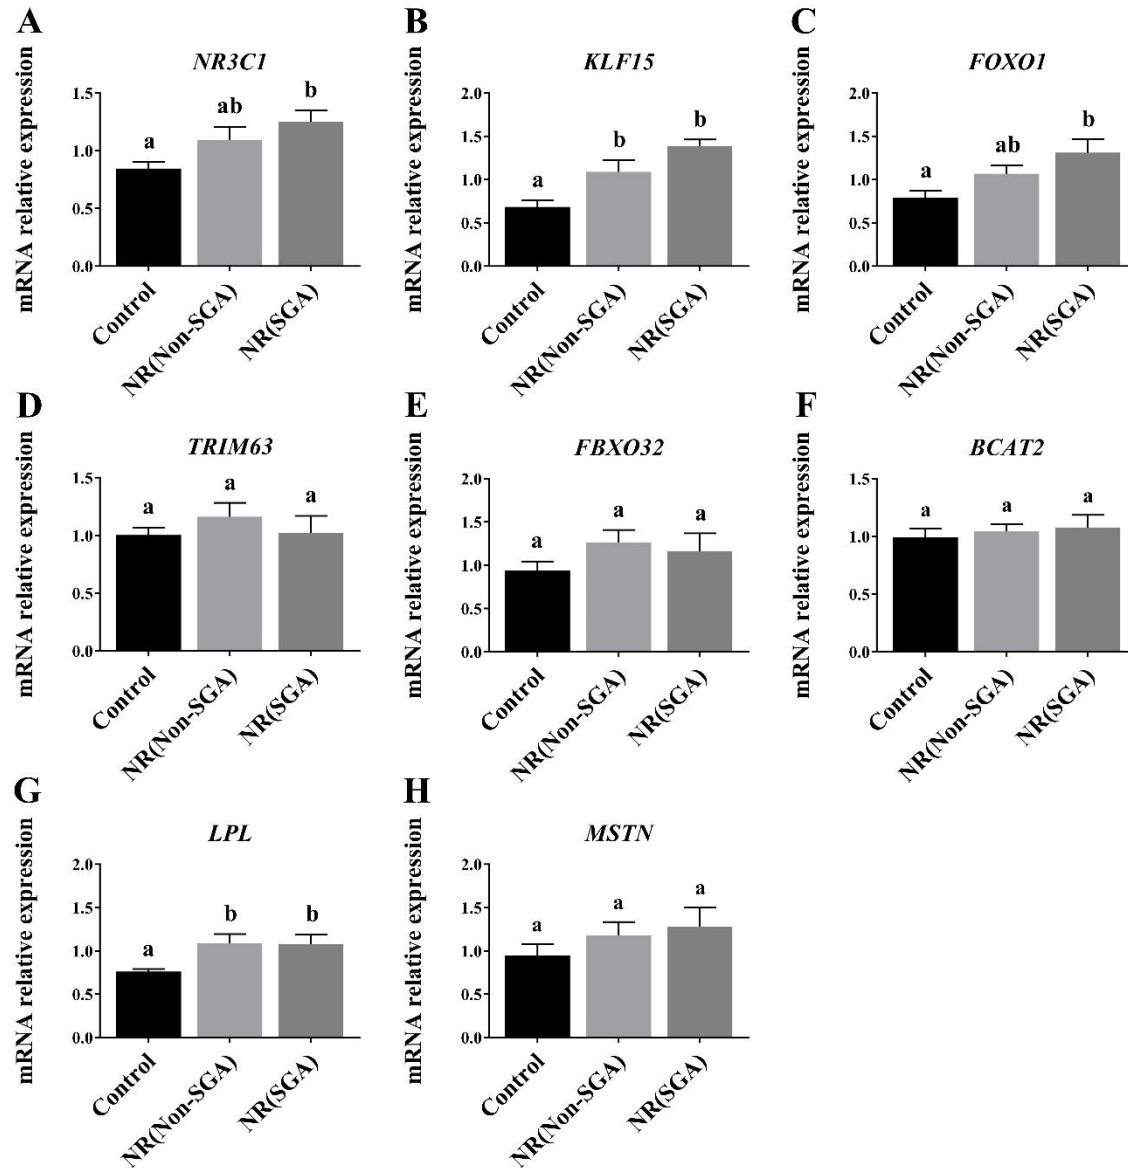 A
NR3C1
mRNA relative expression
1.5
1.0
0.5
0.0
a
ab
b
Control
NR(Non-SGA)
NR(SGA)
B
KLF15
mRNA relative expression
2.0
1.5
1.0
0.5
0.0
a
b
b
Control
NR(Non-SGA)
NR(SGA)
C
FOXO1
mRNA relative expression
2.0
1.5
1.0
0.5
0.0
a
ab
b
Control
NR(Non-SGA)
NR(SGA)
D
TRIM63
mRNA relative expression
1.5
1.0
0.5
0.0
a
a
a
Control
NR(Non-SGA)
NR(SGA)
E
FBXO32
mRNA relative expression
2.0
1.5
1.0
0.5
0.0
a
a
a
Control
NR(Non-SGA)
NR(SGA)
F
BCAT2
mRNA relative expression
1.5
1.0
0.5
0.0
a
a
a
Control
NR(Non-SGA)
NR(SGA)
G
LPL
mRNA relative expression
2.0
1.5
1.0
0.5
0.0
a
b
b
Control
NR(Non-SGA)
NR(SGA)
H
MSTN
mRNA relative expression
2.0
1.5
1.0
0.5
0.0
a
a
a
Control
NR(Non-SGA)
NR(SGA)